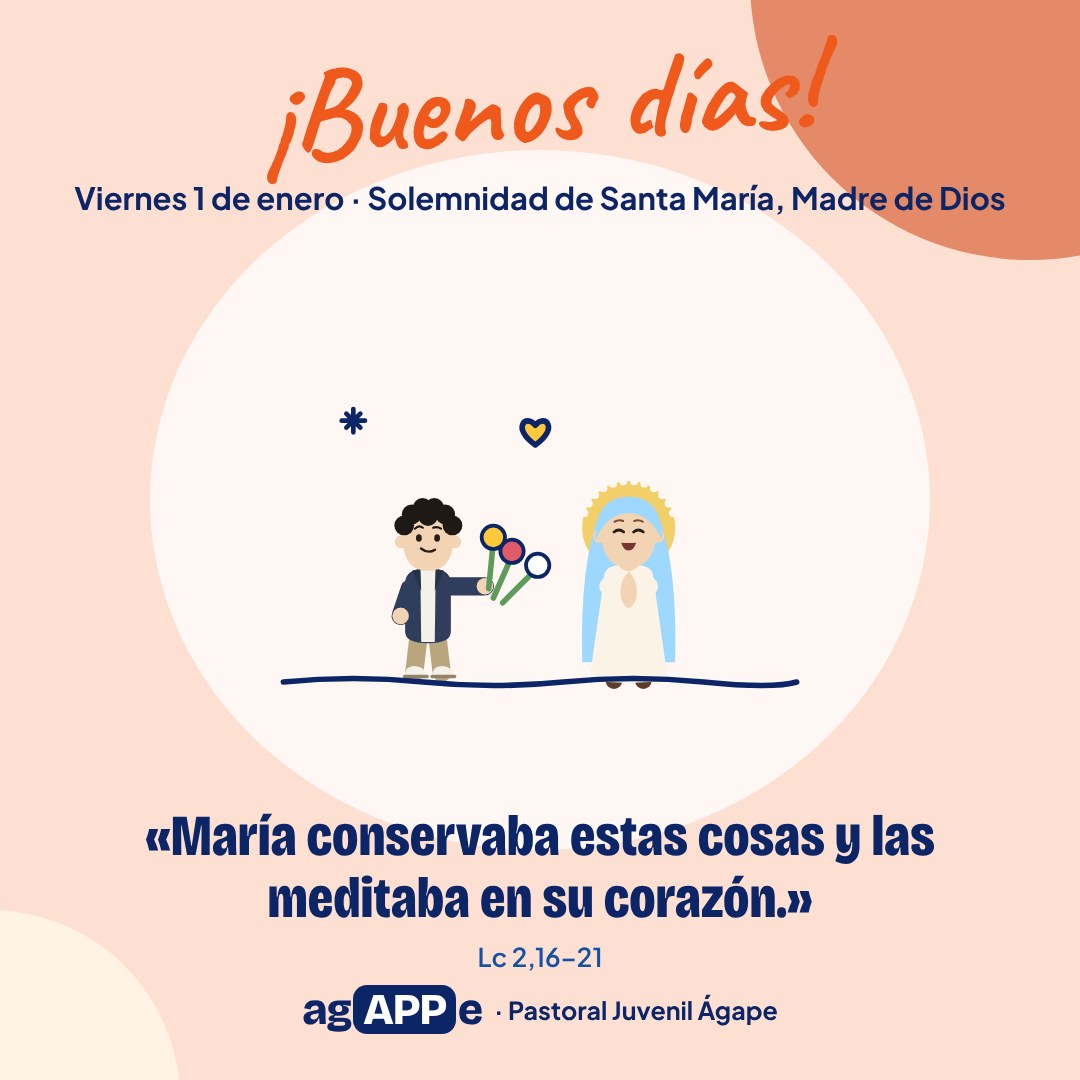 ¡Buenos días!
Viernes 1 de enero · Solemnidad de Santa María, Madre de Dios
«María conservaba estas cosas y las
meditaba en su corazón.»
Lc 2,16–21
agAPPe · Pastoral Juvenil Ágape